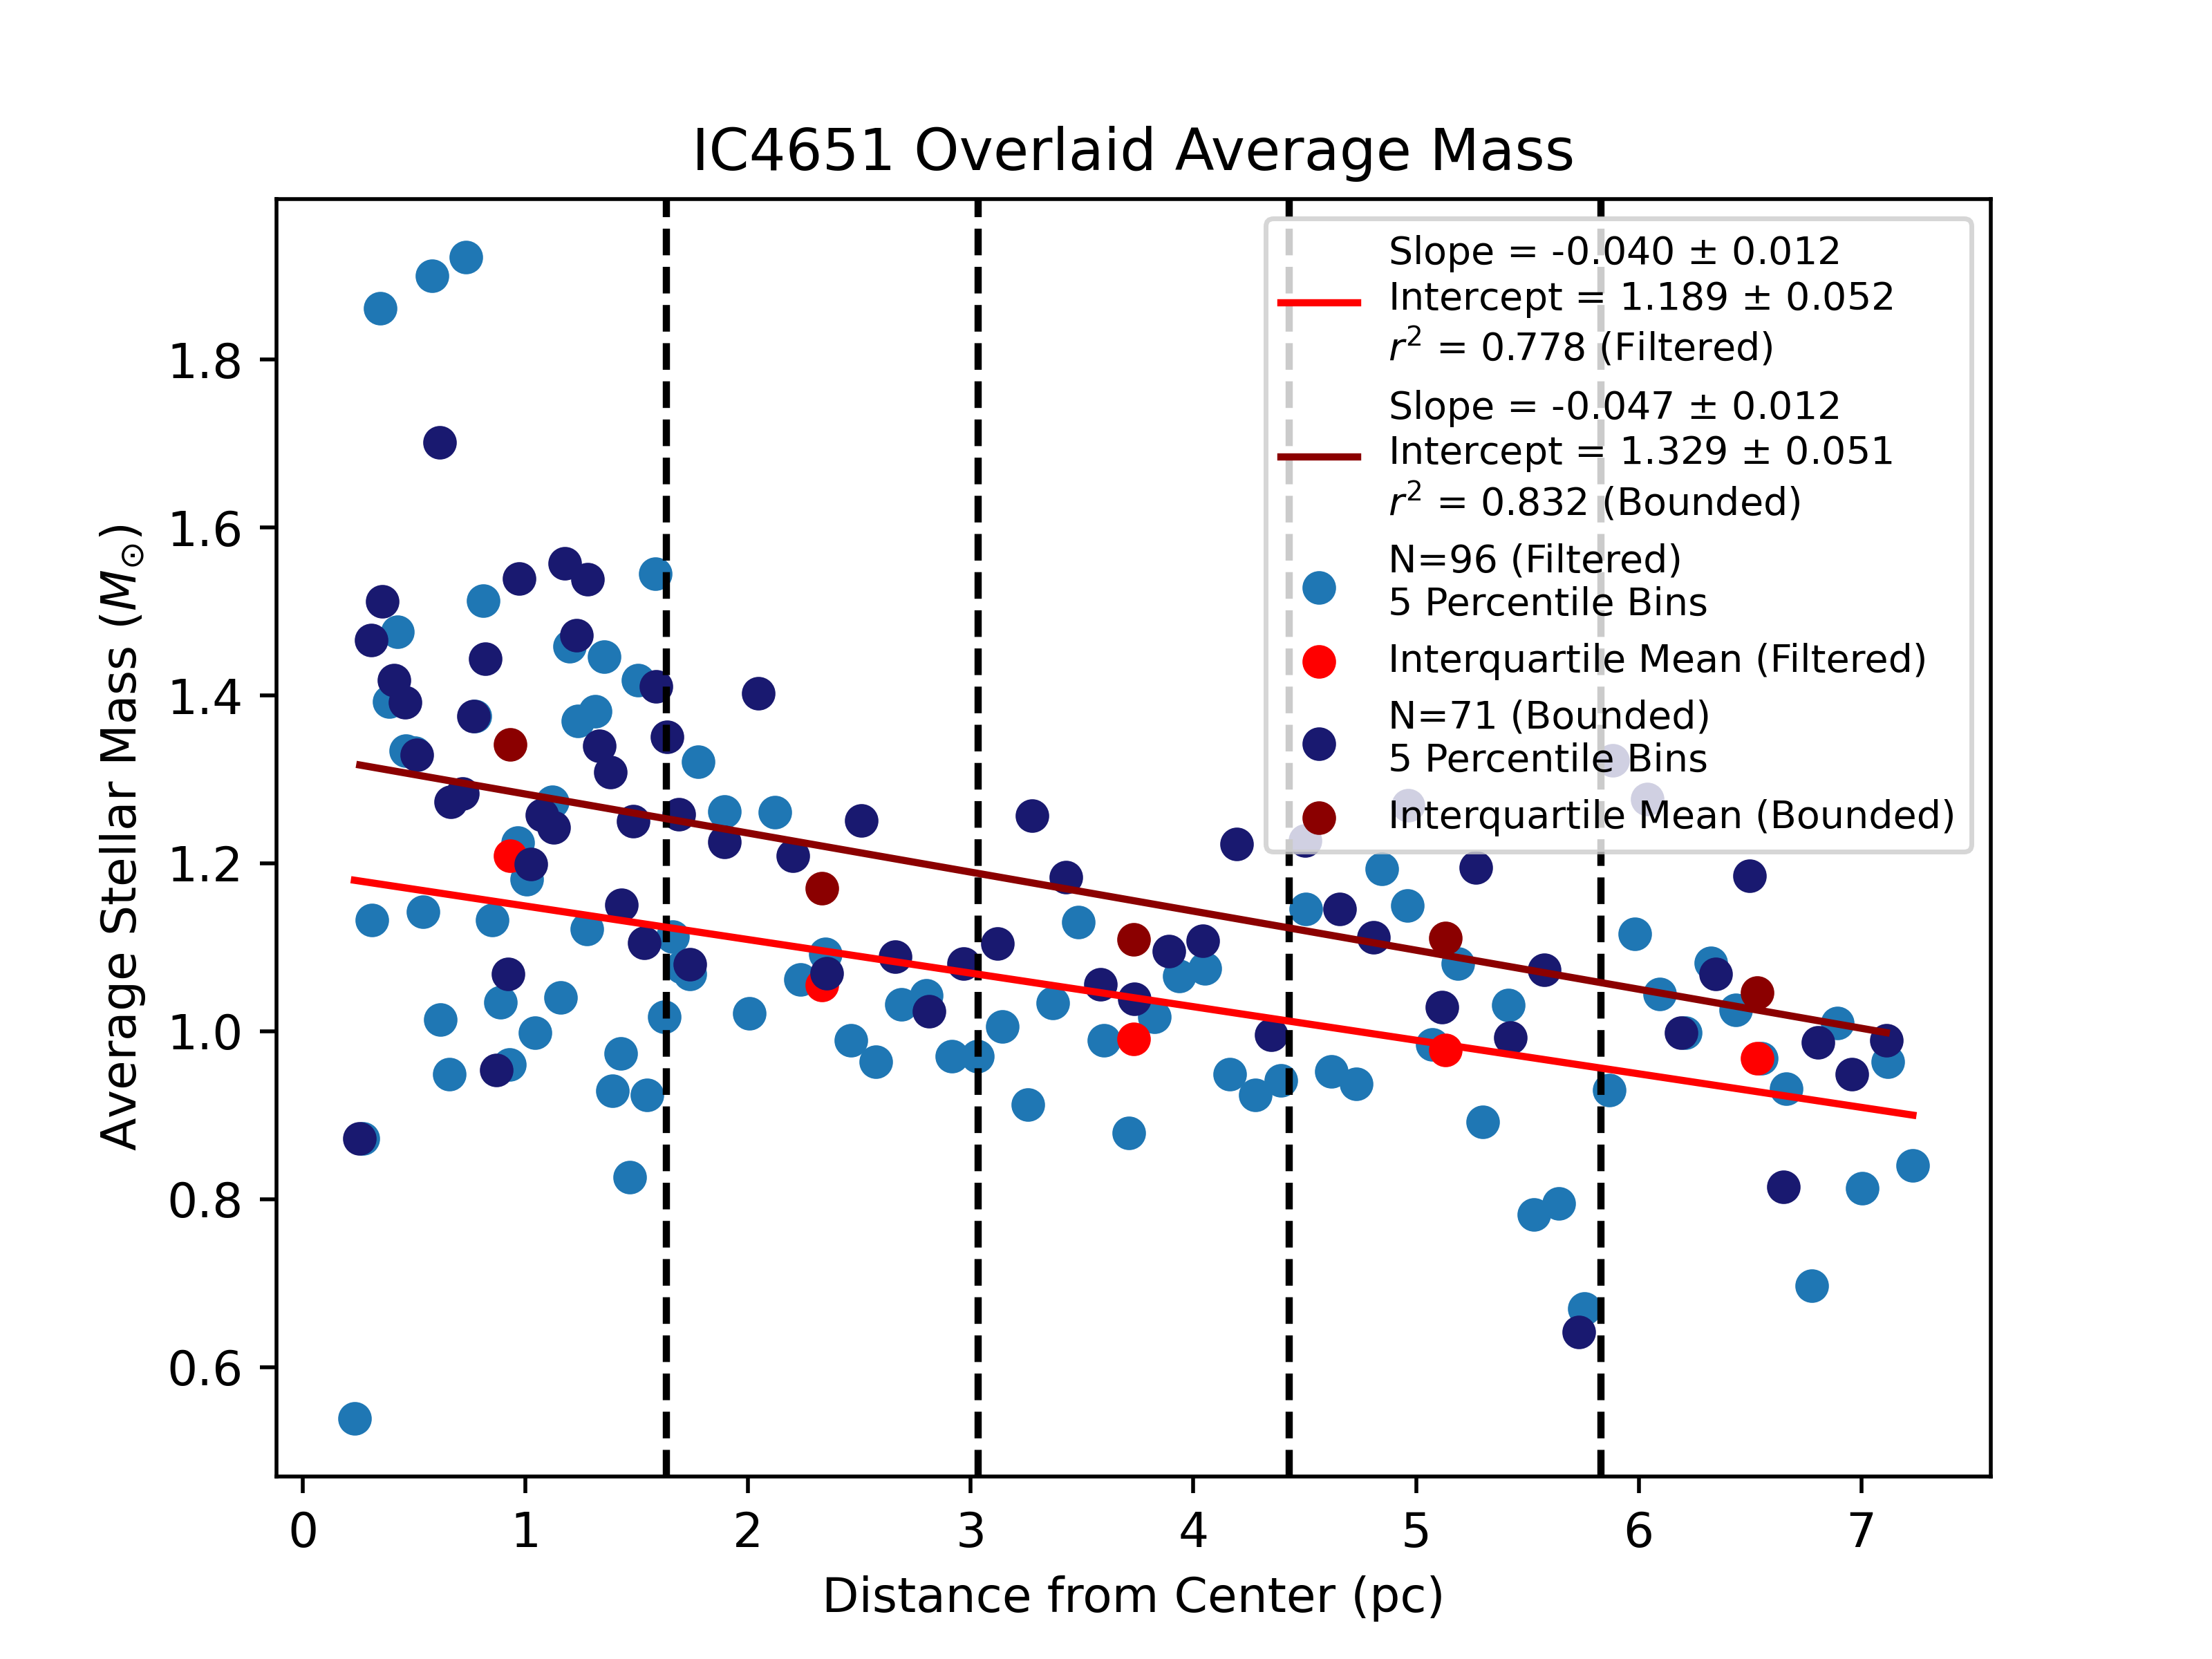 IC4651 Overlaid Average Mass
Slope = -0.040 ± 0.012
Intercept = 1.189 ± 0.052
r² = 0.778 (Filtered)
Slope = -0.047 ± 0.012
Intercept = 1.329 ± 0.051
r² = 0.832 (Bounded)
N=96 (Filtered)
5 Percentile Bins
Interquartile Mean (Filtered)
N=71 (Bounded)
5 Percentile Bins
Interquartile Mean (Bounded)
Average Stellar Mass (M☉)
1.8
1.6
1.4
1.2
1.0
0.8
0.6
0 1 2 3 4 5 6 7
Distance from Center (pc)